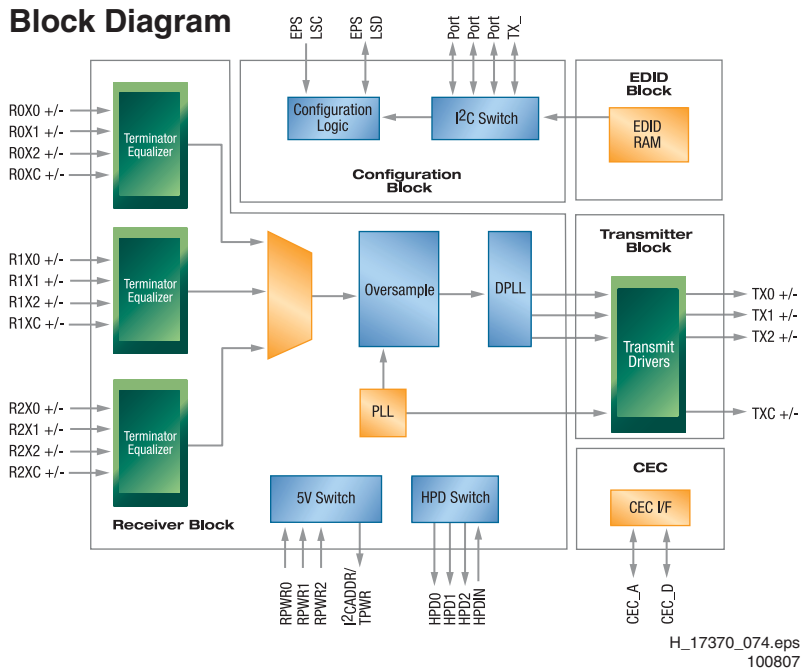 Block Diagram
EPS
LSC
EPS
LSD
Port
Port
Port
TX_
R0X0 +/-
R0X1 +/-
R0X2 +/-
R0XC +/-
Terminator
Equalizer
Configuration
Logic
I2C Switch
Configuration
Block
EDID
Block
EDID
RAM
R1X0 +/-
R1X1 +/-
R1X2 +/-
R1XC +/-
Terminator
Equalizer
Oversample
DPLL
PLL
Transmitter
Block
Transmit
Drivers
TX0 +/-
TX1 +/-
TX2 +/-
TXC +/-
R2X0 +/-
R2X1 +/-
R2X2 +/-
R2XC +/-
Terminator
Equalizer
Receiver Block
5V Switch
HPD Switch
CEC
CEC I/F
RPWR0
RPWR1
RPWR2
I2CADDR/
TPWR
HPD0
HPD1
HPD2
HPDIN
CEC_A
CEC_D
H_17370_074.eps
100807